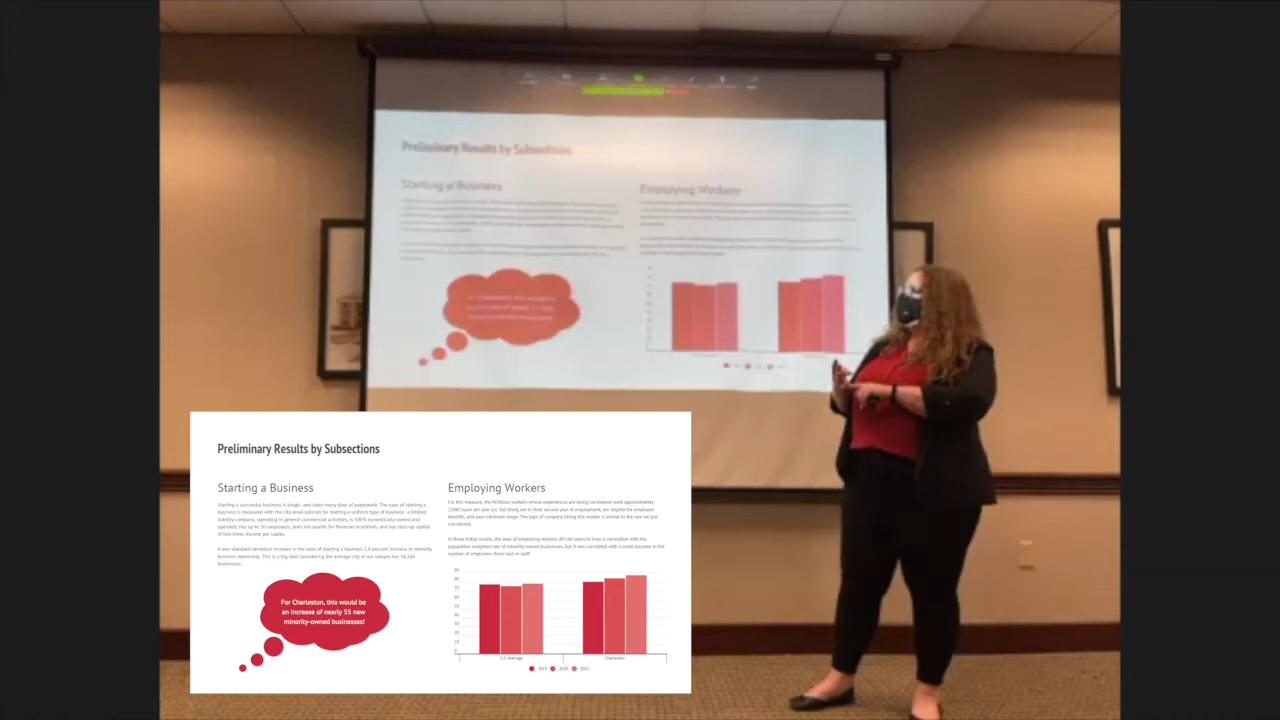 Preliminary Results by Subsections
Starting a Business
Employing Workers
Preliminary Results by Subsections
Starting a Business
Starting a successful business is tough- and takes many days of paperwork. The ease of starting a
business is measured with the city-level policies for starting a uniform type of business- a limited
liability company, operating in general commercial activities, is 100% domestically-owned and
operated, has up to 50 employees, does not qualify for financial incentives, and has start-up capital
of two times income per capita.
A one standard-deviation increase in the ease of starting a business 1.4 percent increase in minority
business ownership. This is a big deal considering the average city in our sample has
businesses.
For Charleston, this would be
an increase of nearly 55 new
minority-owned businesses!
Employing Workers
For this measure, the fictitious workers whose experiences are being considered work approximately
2,080 hours per year (i.e. full time), are in their second year of employment, are eligible for employee
benefits, and earn minimum wage. The type of company hiring this worker is similar to the one we just
considered.
In these initial results, the ease of employing workers did not seem to have a correlation with the
population-weighted rate of minority-owned businesses, but it was correlated with a small increase in the
number of employees firms had on staff.
90
80
70
60
50
40
30
20
10
0
U.S. Average
Charleston
2019 2020 2021